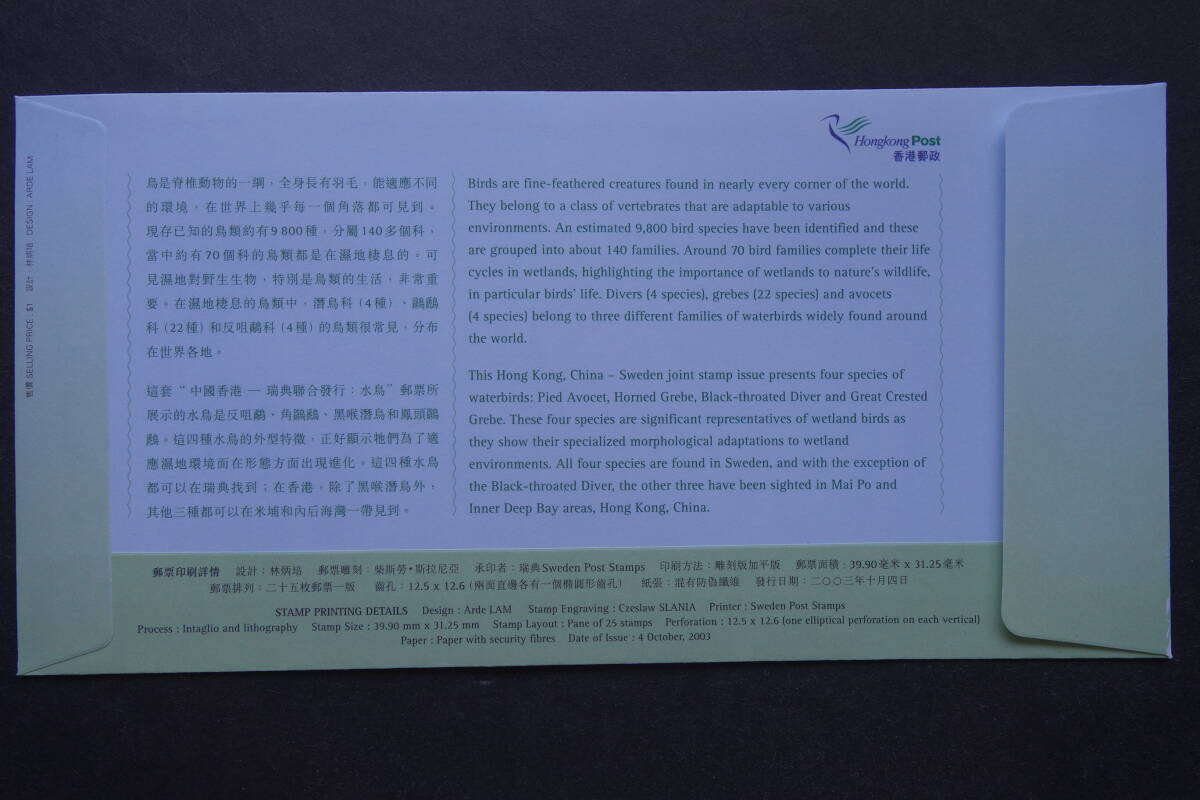 Hongkong Post
香港郵政
鳥是脊椎動物的一綱，全身長有羽毛，能適應不同
的環境，在世界上幾乎每一個角落都可見到。
現存已知的鳥類約有9 800種，分屬140多個科，
當中約有70個科的鳥類都是在濕地棲息的。可
見濕地對野生生物，特別是鳥類的生活，非常重
要。在濕地棲息的鳥類中，潛鳥科（4種）、鸊鷉
科（22種）和反咀鷸科（4種）的鳥類很常見，分布
在世界各地。
這套“中國香港 — 瑞典聯合發行：水鳥”郵票所
展示的水鳥是反咀鷸、角鸊鷉、黑喉潛鳥和鳳頭鸊
鷉。這四種水鳥的外型特徵，正好顯示牠們為了適
應濕地環境而在形態方面出現進化。這四種水鳥
都可以在瑞典找到；在香港，除了黑喉潛鳥外，
其他三種都可以在米埔和內后海灣一帶見到。
Birds are fine-feathered creatures found in nearly every corner of the world.
They belong to a class of vertebrates that are adaptable to various
environments. An estimated 9,800 bird species have been identified and these
are grouped into about 140 families. Around 70 bird families complete their life
cycles in wetlands, highlighting the importance of wetlands to nature's wildlife,
in particular birds' life. Divers (4 species), grebes (22 species) and avocets
(4 species) belong to three different families of waterbirds widely found around
the world.
This Hong Kong, China – Sweden joint stamp issue presents four species of
waterbirds: Pied Avocet, Horned Grebe, Black-throated Diver and Great Crested
Grebe. These four species are significant representatives of wetland birds as
they show their specialized morphological adaptations to wetland
environments. All four species are found in Sweden, and with the exception of
the Black-throated Diver, the other three have been sighted in Mai Po and
Inner Deep Bay areas, Hong Kong, China.
郵票印刷詳情 設計：林炳培 郵票雕刻：柴斯勞·斯拉尼亞 承印者：瑞典Sweden Post Stamps 印刷方法：雕刻版加平版 郵票面積：39.90毫米 x 31.25毫米
郵票排列：二十五枚郵票一版 齒孔：12.5 x 12.6（兩面直邊各有一個橢圓形齒孔） 紙張：混有防偽纖維 發行日期：二○○三年十月四日
STAMP PRINTING DETAILS Design : Arde LAM Stamp Engraving : Czeslaw SLANIA Printer : Sweden Post Stamps
Process : Intaglio and lithography Stamp Size : 39.90 mm x 31.25 mm Stamp Layout : Pane of 25 stamps Perforation : 12.5 x 12.6 (one elliptical perforation on each vertical)
Paper : Paper with security fibres Date of Issue : 4 October, 2003
售價 SELLING PRICE : $1 設計：林炳培 DESIGN : ARDE LAM